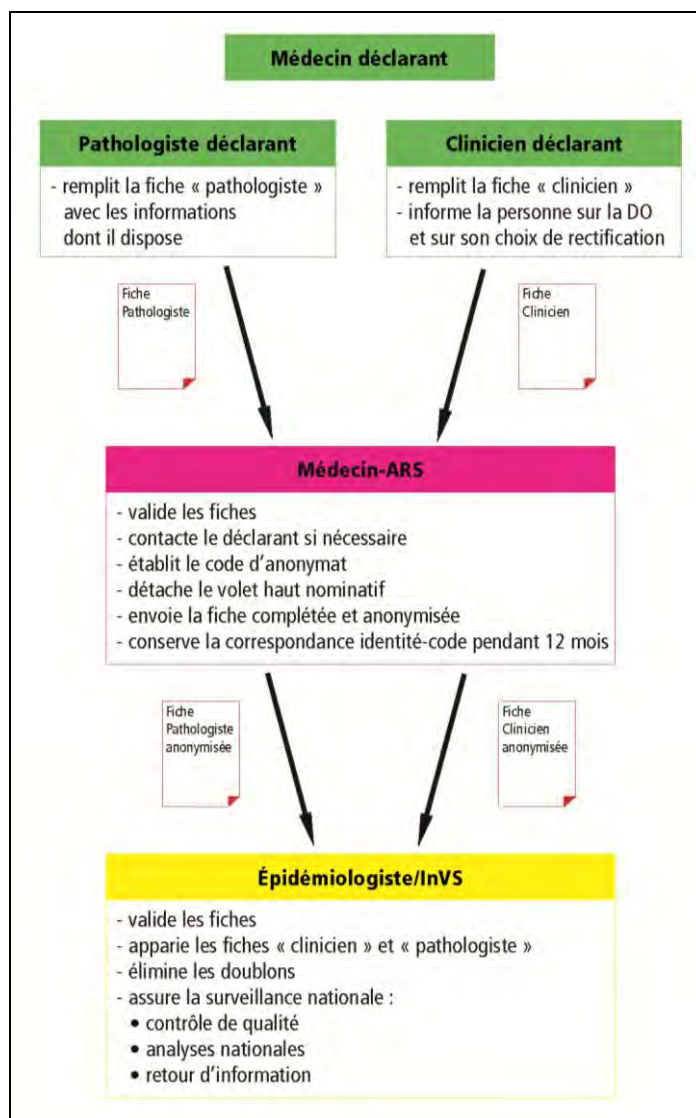 Médecin déclarant
Pathologiste déclarant
- remplit la fiche « pathologiste »
avec les informations
dont il dispose
Clinicien déclarant
- remplit la fiche « clinicien »
- informe la personne sur la DO
et sur son choix de rectification
Fiche
Pathologiste
Fiche
Clinicien
Médecin-ARS
- valide les fiches
- contacte le déclarant si nécessaire
- établit le code d'anonymat
- détache le volet haut nominatif
- envoie la fiche complétée et anonymisée
- conserve la correspondance identité-code pendant 12 mois
Fiche
Pathologiste
anonymisée
Fiche
Clinicien
anonymisée
Épidémiologiste/InVS
- valide les fiches
- apparie les fiches « clinicien » et « pathologiste »
- élimine les doublons
- assure la surveillance nationale :
• contrôle de qualité
• analyses nationales
• retour d'information